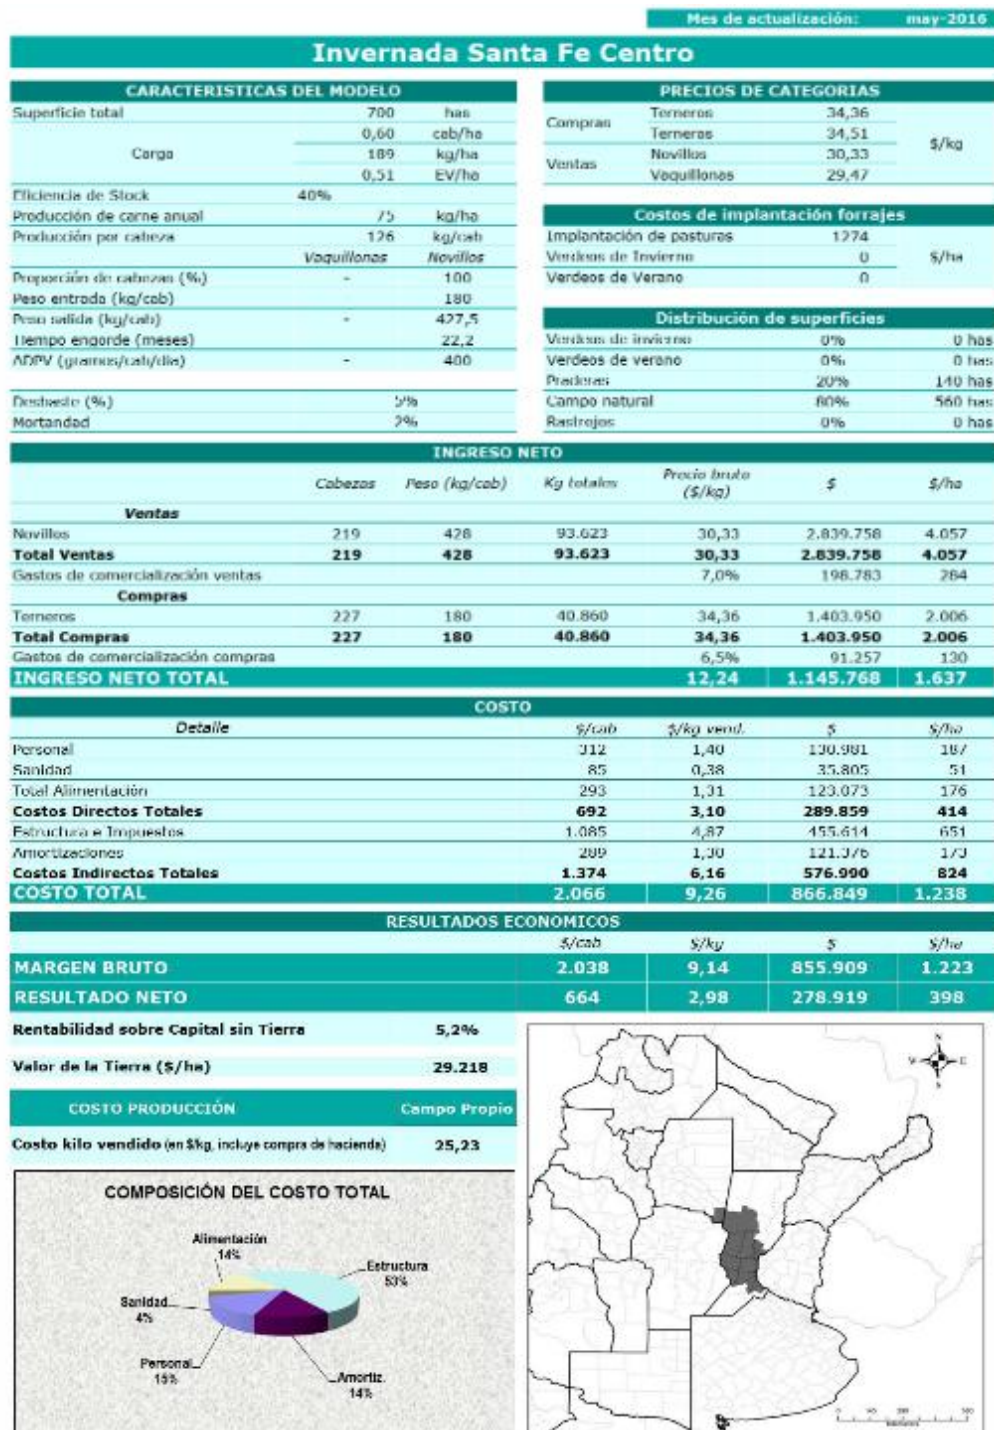 Mes de actualización: may-2016
Invernada Santa Fe Centro
CARACTERISTICAS DEL MODELO
Superficie total 700 has
Carga 0,60 cab/ha
189 kg/ha
0,51 EV/ha
Eficiencia de Stock 40%
Producción de carne anual 75 kg/ha
Producción por cabeza 126 kg/cab
Vaquillonas Novillos
Proporción de cabezas (%) - 100
Peso entrada (kg/cab) 180
Peso salida (kg/cab) - 427,5
Tiempo engorde (meses) 22,2
ADPV (gramos/cab/dia) - 400
Desbaste (%) 5%
Mortandad 2%
PRECIOS DE CATEGORIAS
Compras Terneros 34,36 $/kg
Terneros 34,51
Ventas Novillos 30,33
Vaquillonas 29,47
Costos de implantación forrajes
Implantación de pasturas 1274 $/ha
Verdeos de Invierno 0
Verdeos de Verano 0
Distribución de superficies
Verdeos de invierno 0% 0 has
Verdeos de verano 0% 0 has
Praderas 20% 140 has
Campo natural 80% 560 has
Rastrojos 0% 0 has
INGRESO NETO
Cabezas Peso (kg/cab) Kg totales Precio bruto ($/kg) $ $/ha
Ventas
Novillos 219 428 93.623 30,33 2.839.758 4.057
Total Ventas 219 428 93.623 30,33 2.839.758 4.057
Gastos de comercialización ventas 7,0% 198.783 284
Compras
Terneros 227 180 40.860 34,36 1.403.950 2.006
Total Compras 227 180 40.860 34,36 1.403.950 2.006
Gastos de comercialización compras 6,5% 91.257 130
INGRESO NETO TOTAL 12,24 1.145.768 1.637
COSTO
Detalle $/cab $/kg vend. $ $/ha
Personal 312 1,40 130.981 187
Sanidad 85 0,38 35.805 51
Total Alimentación 293 1,31 123.073 176
Costos Directos Totales 692 3,10 289.859 414
Estructura e Impuestos 1.085 4,87 455.614 651
Amortizaciones 289 1,30 121.376 173
Costos Indirectos Totales 1.374 6,16 576.990 824
COSTO TOTAL 2.066 9,26 866.849 1.238
RESULTADOS ECONOMICOS
$/cab $/kg $ $/ha
MARGEN BRUTO 2.038 9,14 855.909 1.223
RESULTADO NETO 664 2,98 278.919 398
Rentabilidad sobre Capital sin Tierra 5,2%
Valor de la Tierra ($/ha) 29.218
COSTO PRODUCCIÓN Campo Propio
Costo kilo vendido (en $/kg, incluye compra de hacienda) 25,23
COMPOSICIÓN DEL COSTO TOTAL
Alimentación
14%
Estructura
53%
Sanidad
4%
Personal
15%
Amortiz.
14%
N
W E
S